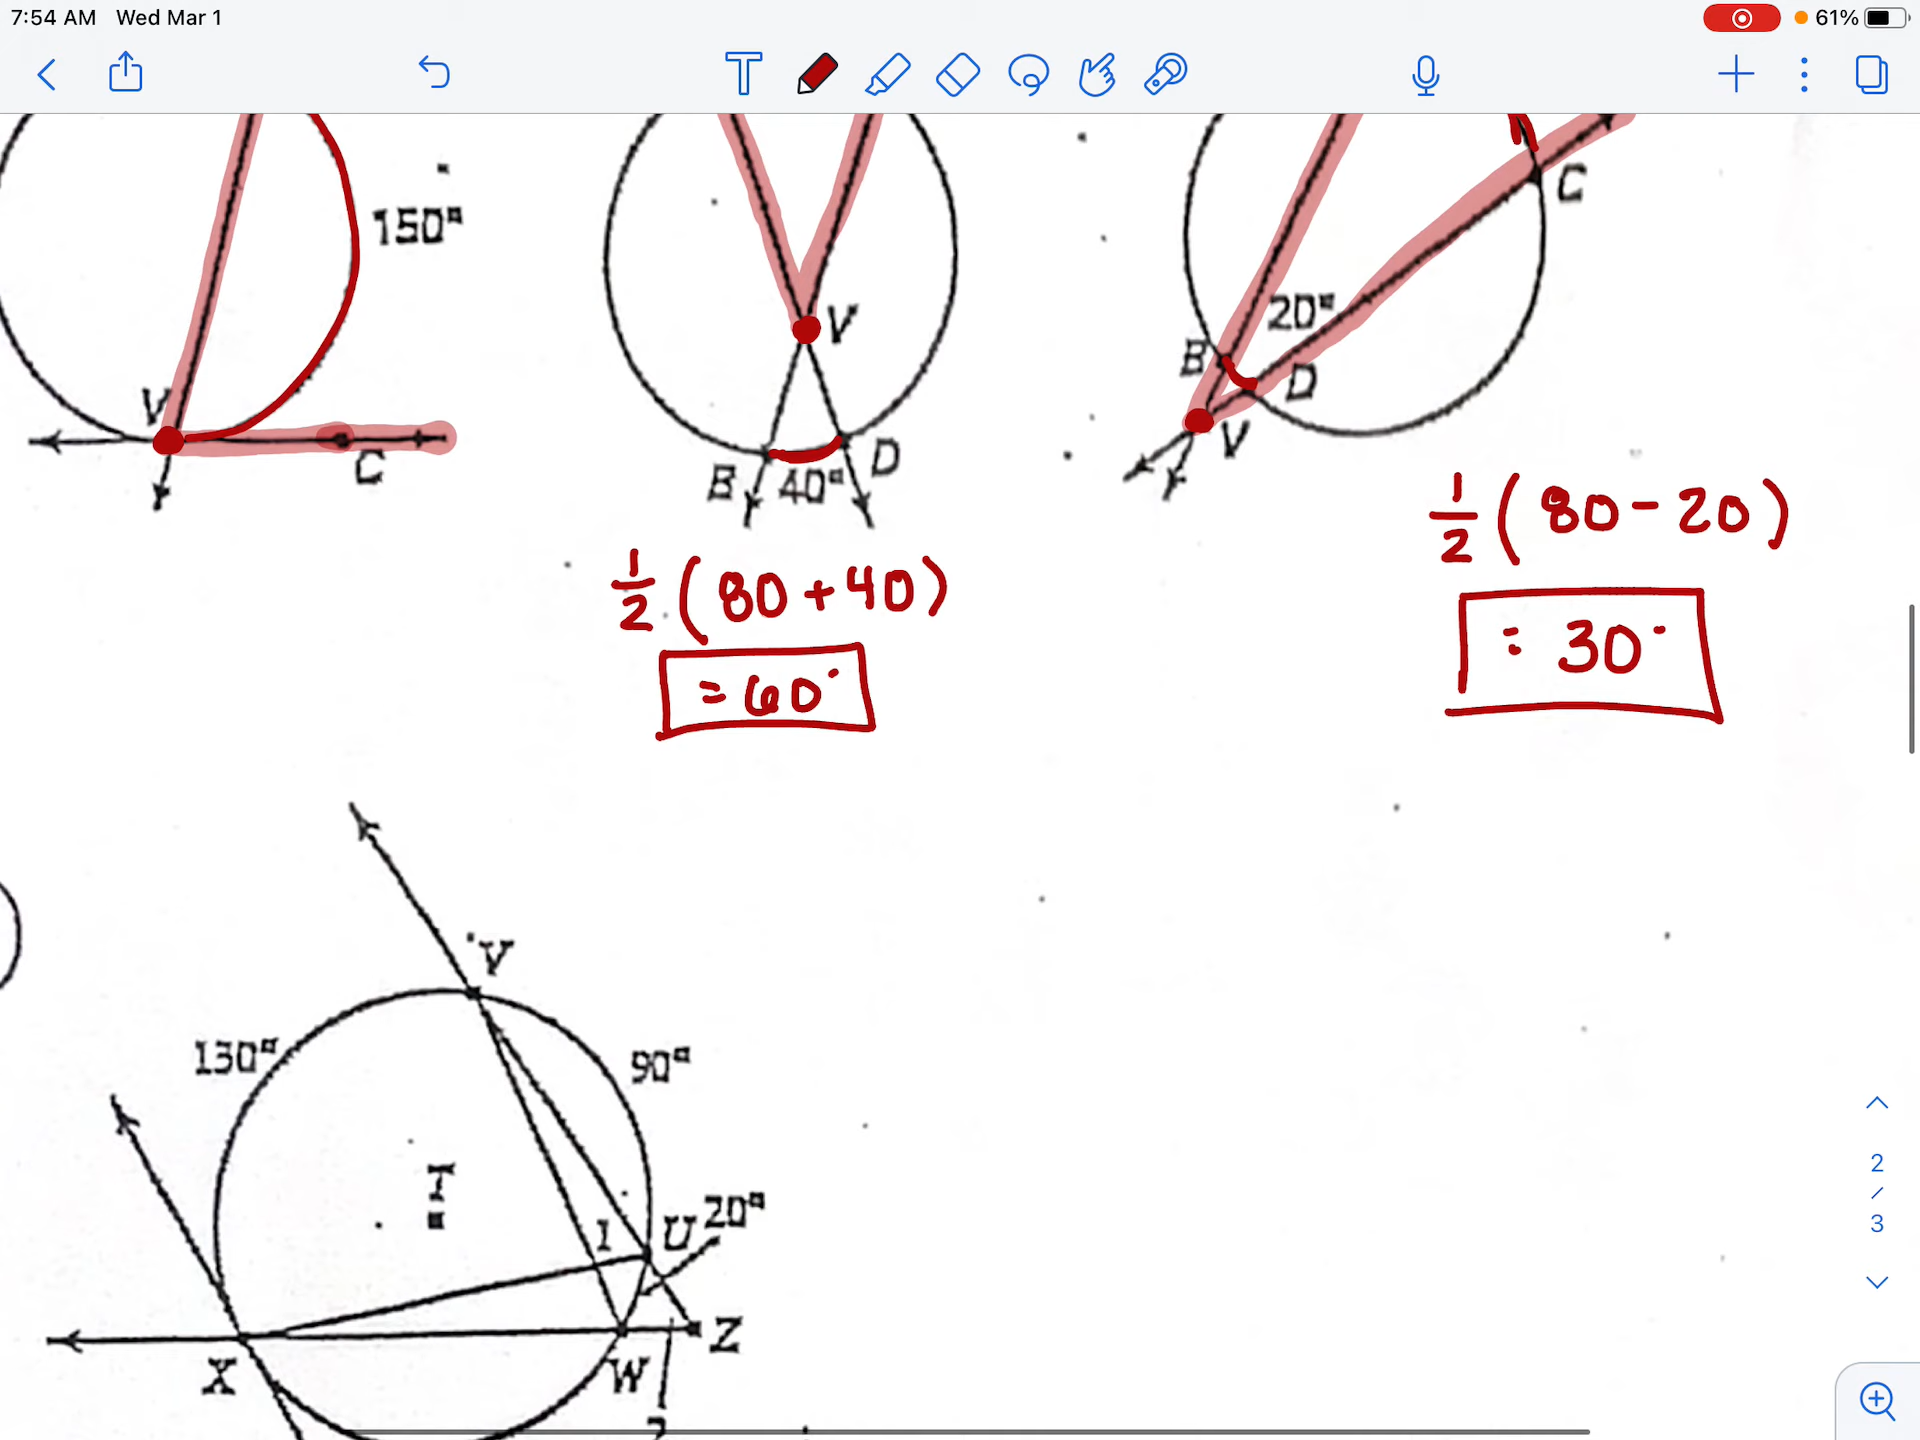 7:54 AM Wed Mar 1
61%
T
150°
V
C
V
B 40° D
C
20°
B
D
V
1/2 (80+40)
= 60°
1/2 (80-20)
= 30°
V
130°
90°
1
U
20°
X
W
Z
2
/
3